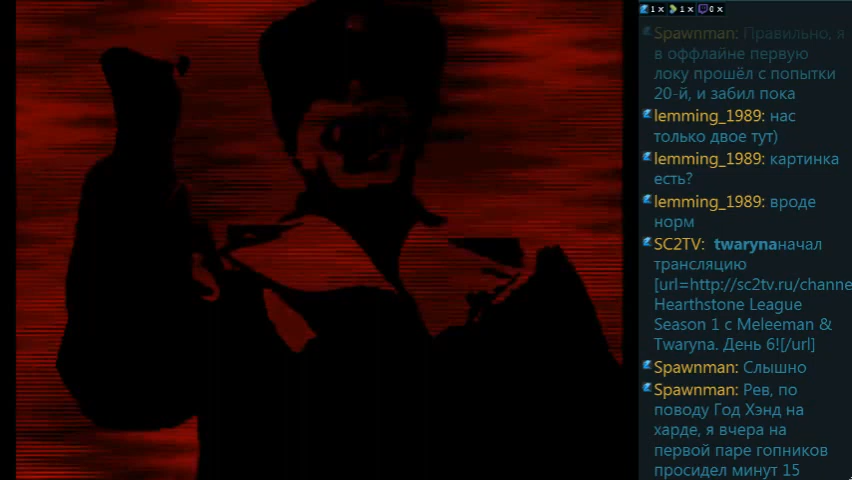 1 x 1 x 0 x
Spawnman: Правильно, я
в оффлайне первую
локу прошёл с попытки
20-й, и забил пока
lemming_1989: нас
только двое тут)
lemming_1989: картинка
есть?
lemming_1989: вроде
норм
SC2TV: twarynaначал
трансляцию
[url=http://sc2tv.ru/channe
Hearthstone League
Season 1 с Meleeman &
Twaryna. День 6![/url]
Spawnman: Слышно
Spawnman: Рев, по
поводу Год Хэнд на
харде, я вчера на
первой паре гопников
просидел минут 15